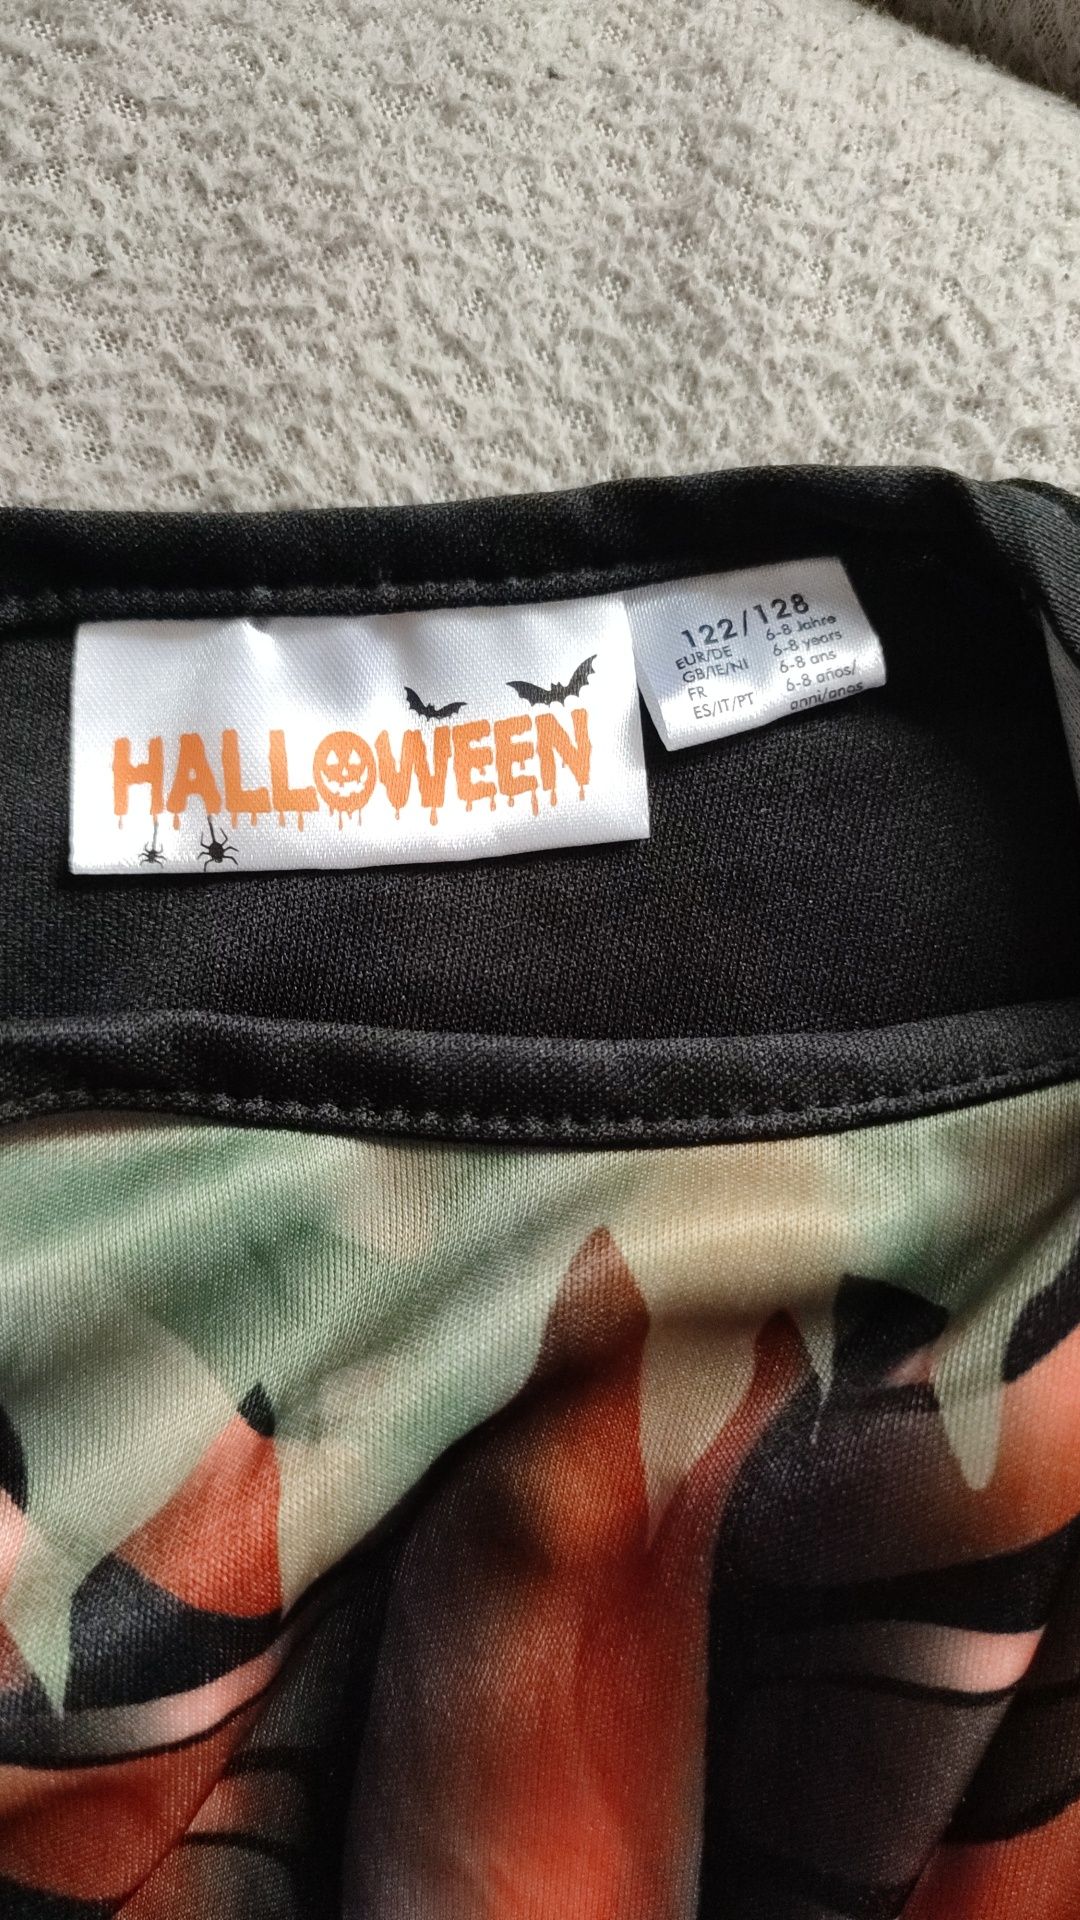 HALLOWEEN
122/128
EUR/DE 6-8 Jahre
GB/IE/NI 6-8 years
FR 6-8 ans
ES/IT/PT 6-8 años/
anni/anos